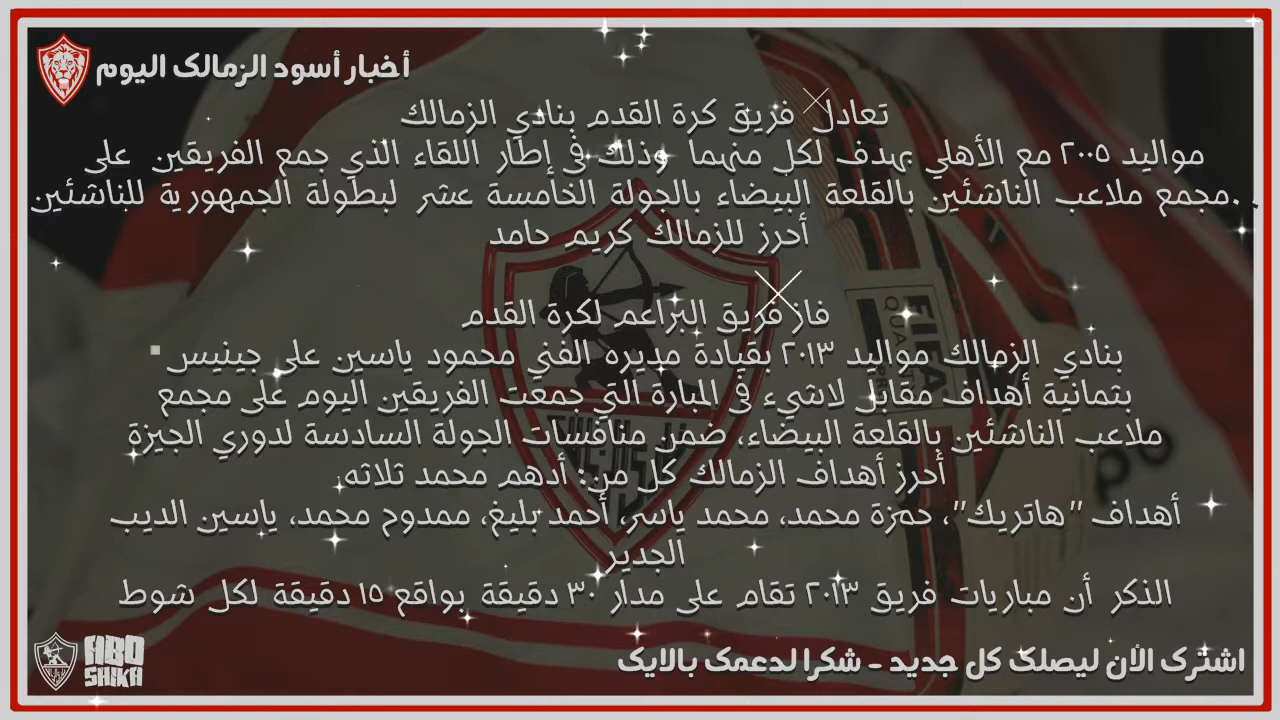 أخبار أسود الزمالك اليوم
تعادل فريق كرة القدم بنادي الزمالك
مواليد ٢٠٠٥ مع الأهلي بهدف لكل منهما وذلك في إطار اللقاء الذي جمع الفريقين على
.مجمع ملاعب الناشئين بالقلعة البيضاء بالجولة الخامسة عشر لبطولة الجمهورية للناشئين
أحرز للزمالك كريم حامد
فاز فريق البراعم لكرة القدم
بنادي الزمالك مواليد ٢٠١٣ بقيادة مديره الفني محمود ياسين على جينيس
بثمانية أهداف مقابل لاشيء في المبارة التي جمعت الفريقين اليوم على مجمع
ملاعب الناشئين بالقلعة البيضاء، ضمن منافسات الجولة السادسة لدوري الجيزة
أحرز أهداف الزمالك كل من: أدهم محمد ثلاثه
أهداف "هاتريك"، حمزة محمد، محمد ياسر، أحمد بليغ، ممدوح محمد، ياسين الديب
الجدير
الذكر أن مباريات فريق ٢٠١٣ تقام على مدار ٣٠ دقيقة بواقع ١٥ دقيقة لكل شوط
اشترك الأن ليصلك كل جديد - شكرا لدعمك بالايك
ABO
SHIKA